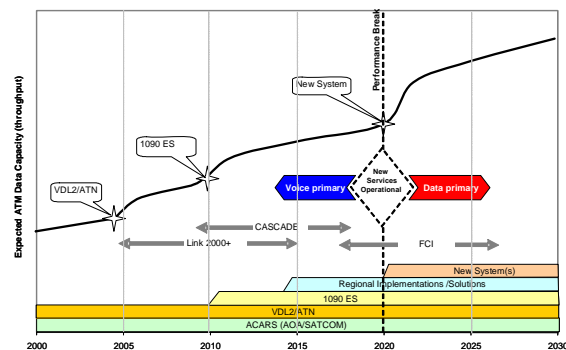 Expected ATM Data Capacity (throughput)
Performance Break
New System
1090 ES
VDL2/ATN
Voice primary
New
Services
Operational
Data primary
CASCADE
Link 2000+
FCI
New System(s)
Regional Implementations /Solutions
1090 ES
VDL2/ATN
ACARS (AOA/SATCOM)
2000 2005 2010 2015 2020 2025 2030